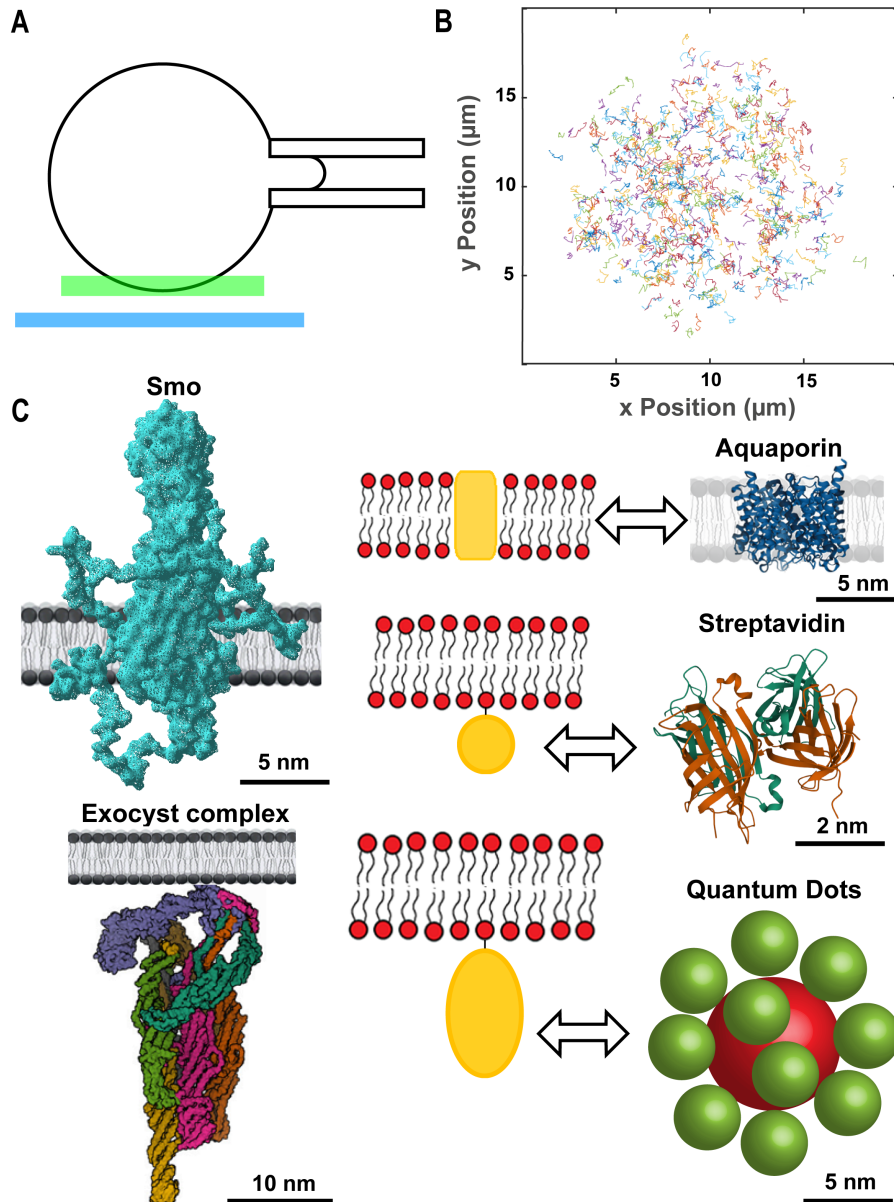 A
B
15
10
5
y Position (µm)
5
10
15
x Position (µm)
C
Smo
5 nm
Exocyst complex
10 nm
Aquaporin
5 nm
Streptavidin
2 nm
Quantum Dots
5 nm